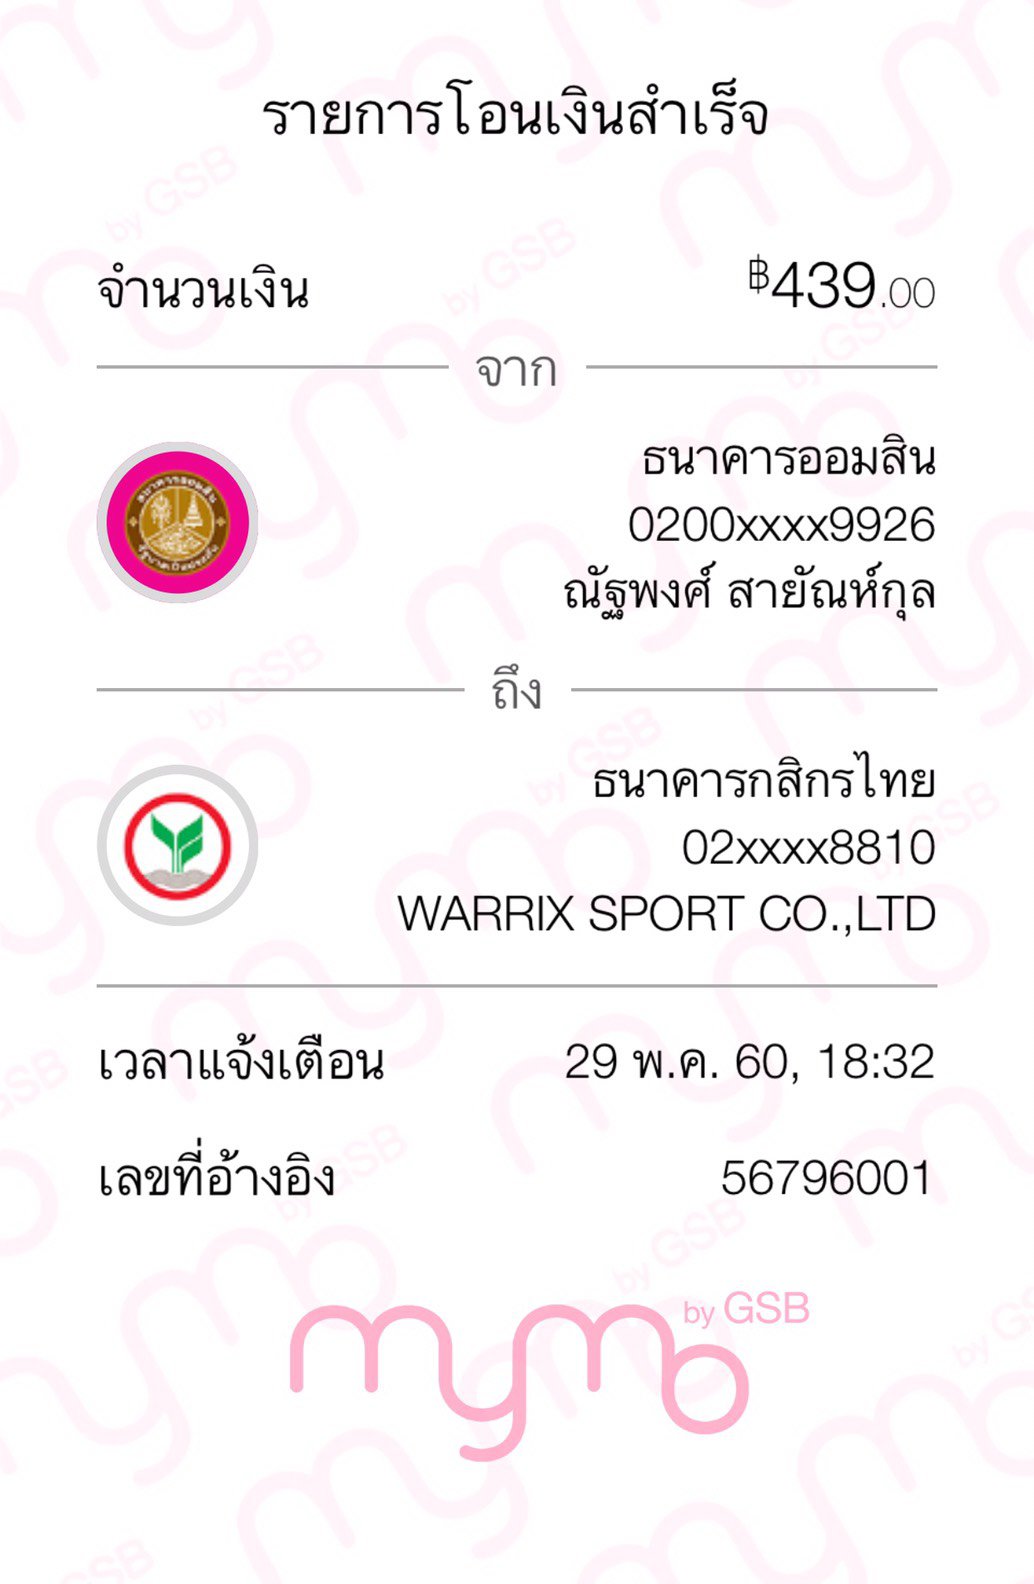 รายการโอนเงินสำเร็จ
จำนวนเงิน ฿439.00
จาก
ธนาคารออมสิน
0200xxxx9926
ณัฐพงศ์ สายัณห์กุล
ถึง
ธนาคารกสิกรไทย
02xxxx8810
WARRIX SPORT CO.,LTD
เวลาแจ้งเตือน 29 พ.ค. 60, 18:32
เลขที่อ้างอิง 56796001
mymo by GSB